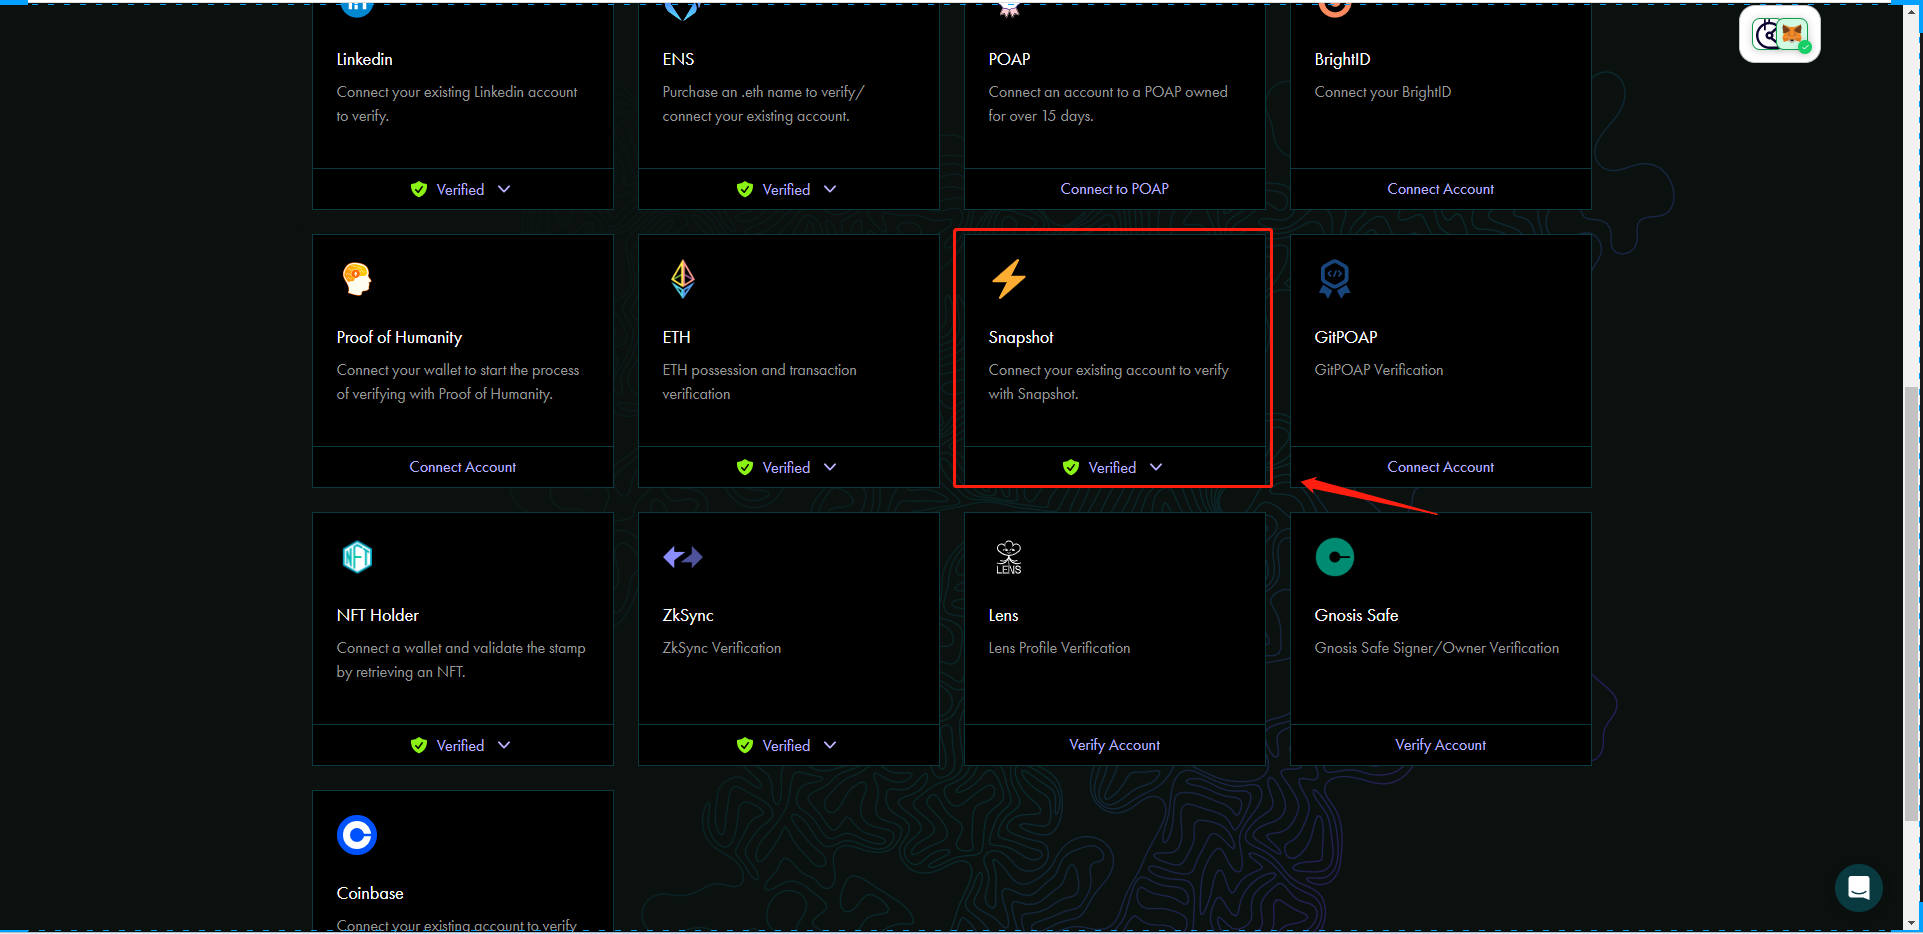 Linkedin
Connect your existing Linkedin account
to verify.
Verified
ENS
Purchase an .eth name to verify/
connect your existing account.
Verified
POAP
Connect an account to a POAP owned
for over 15 days.
Connect to POAP
BrightID
Connect your BrightID
Connect Account
Proof of Humanity
Connect your wallet to start the process
of verifying with Proof of Humanity.
Connect Account
ETH
ETH possession and transaction
verification
Verified
Snapshot
Connect your existing account to verify
with Snapshot.
Verified
GitPOAP
GitPOAP Verification
Connect Account
NFT
NFT Holder
Connect a wallet and validate the stamp
by retrieving an NFT.
Verified
ZkSync
ZkSync Verification
Verified
LENS
Lens
Lens Profile Verification
Verify Account
Gnosis Safe
Gnosis Safe Signer/Owner Verification
Verify Account
Coinbase
Connect your existing account to verify